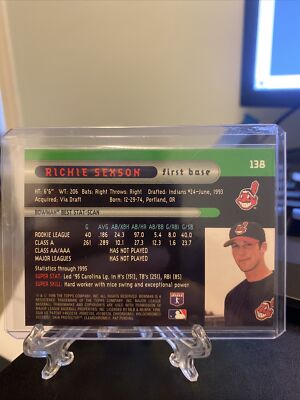 138
RICHIE SEXSON first base
HT: 6'6" WT: 206 Bats: Right Throws: Right Drafted: Indians #24-June, 1993
Acquired: Via Draft Born: 12-29-74, Portland, OR
BOWMAN'S BEST STAT-SCAN
G AVG AB/XBH AB/HR AB/BB G/RBI G/SB
ROOKIE LEAGUE 40 .186 24.3 97.0 5.4 8.0 40.0
CLASS A 261 .289 10.1 27.3 12.3 1.6 23.7
CLASS AA/AAA HAS NOT PLAYED
MAJOR LEAGUES HAS NOT PLAYED
Statistics through 1995
SUPER STAT: Led '95 Carolina Lg. in H's (151), TB's (251), RBI (85)
SUPER SKILL: Hard worker with nice swing and exceptional power